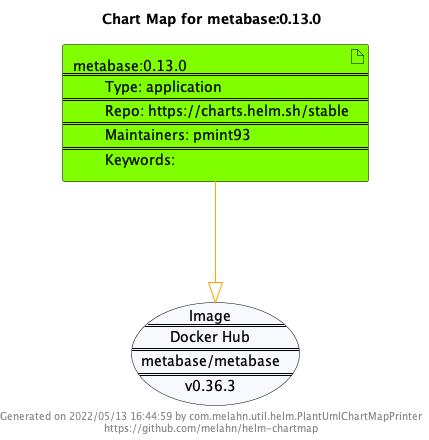 Chart Map for metabase:0.13.0
metabase:0.13.0
Type: application
Repo: https://charts.helm.sh/stable
Maintainers: pmint93
Keywords:
Image
Docker Hub
metabase/metabase
v0.36.3
Generated on 2022/05/13 16:44:59 by com.melahn.util.helm.PlantUmlChartMapPrinter
https://github.com/melahn/helm-chartmap